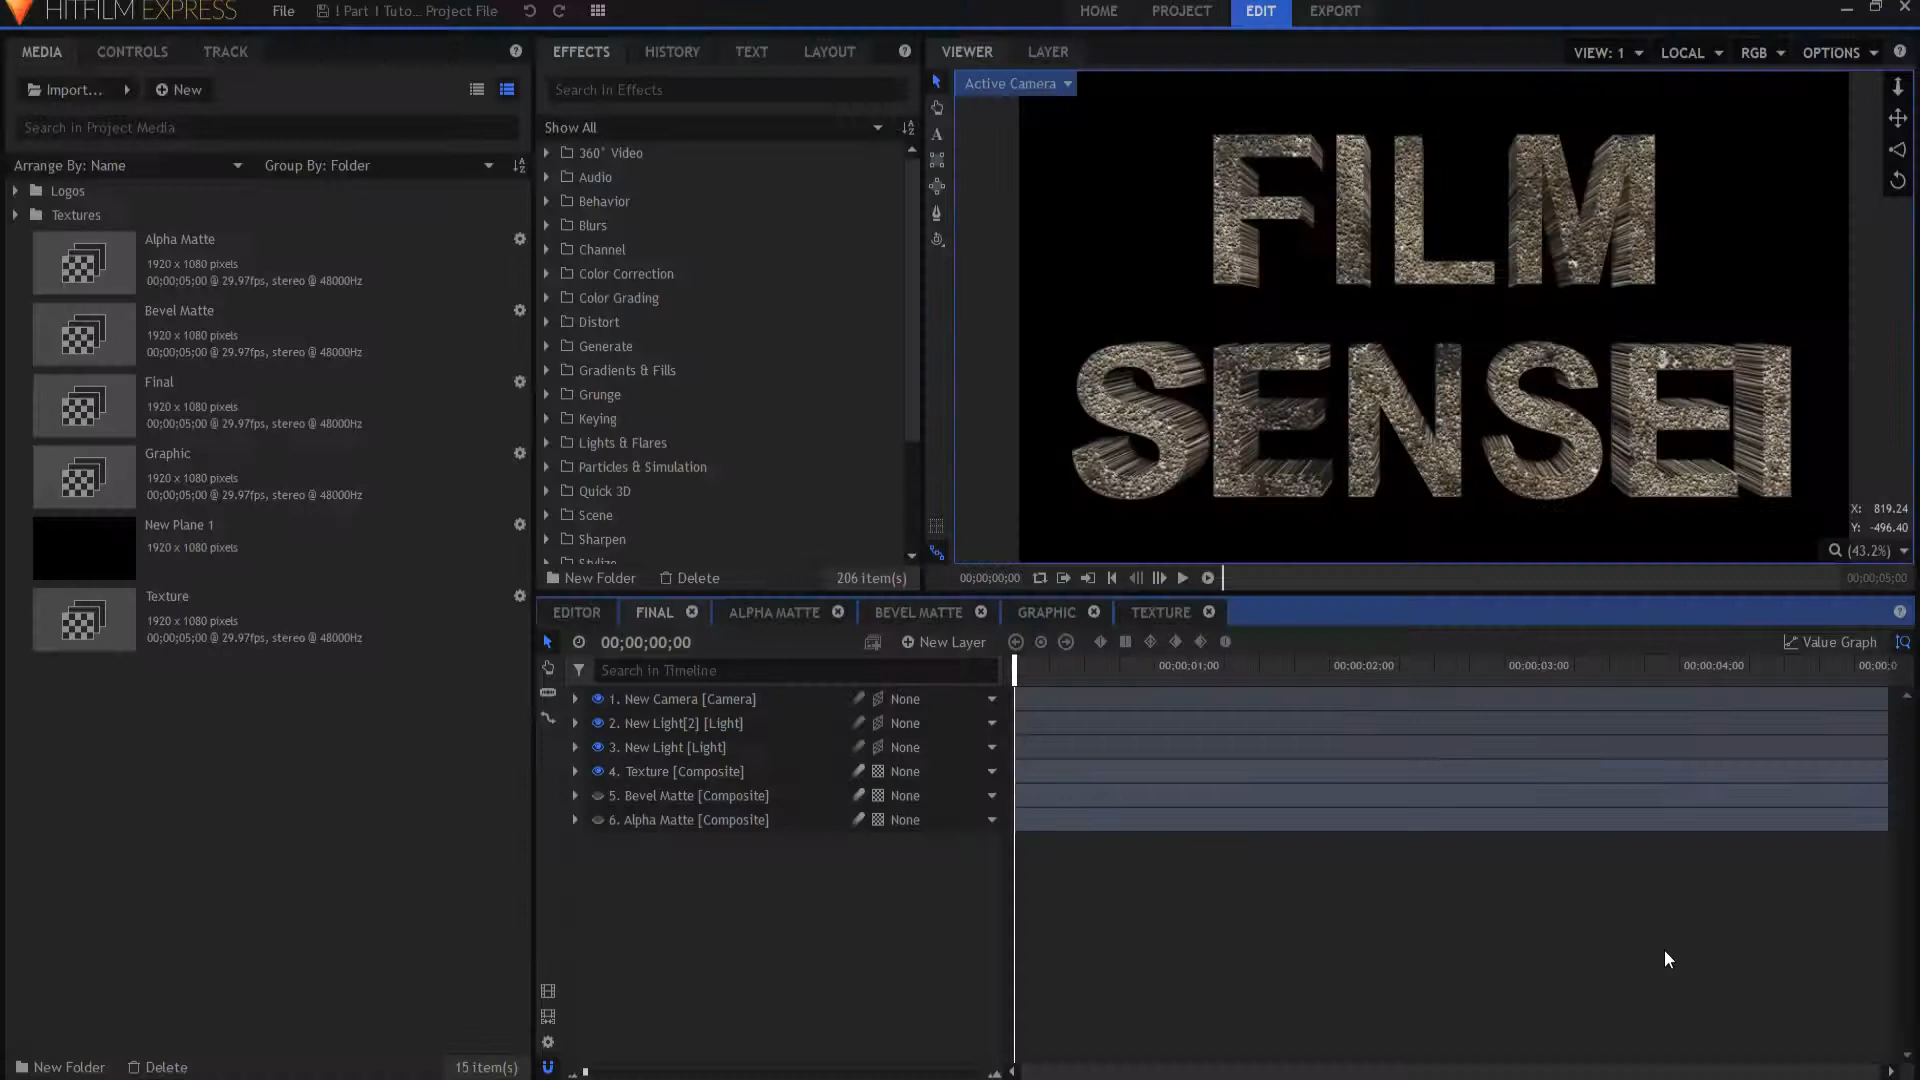 HITFILM EXPRESS
File
1 Part 1 Tuto... Project File
HOME
PROJECT
EDIT
EXPORT
MEDIA
CONTROLS
TRACK
Import...
New
Search in Project Media
Arrange By: Name
Group By: Folder
Logos
Textures
Alpha Matte
1920 x 1080 pixels
00;00;05;00 @ 29.97fps, stereo @ 48000Hz
Bevel Matte
1920 x 1080 pixels
00;00;05;00 @ 29.97fps, stereo @ 48000Hz
Final
1920 x 1080 pixels
00;00;05;00 @ 29.97fps, stereo @ 48000Hz
Graphic
1920 x 1080 pixels
00;00;05;00 @ 29.97fps, stereo @ 48000Hz
New Plane 1
1920 x 1080 pixels
Texture
1920 x 1080 pixels
00;00;05;00 @ 29.97fps, stereo @ 48000Hz
New Folder
Delete
15 item(s)
EFFECTS
HISTORY
TEXT
LAYOUT
Search in Effects
Show All
360° Video
Audio
Behavior
Blurs
Channel
Color Correction
Color Grading
Distort
Generate
Gradients & Fills
Grunge
Keying
Lights & Flares
Particles & Simulation
Quick 3D
Scene
Sharpen
Stylize
New Folder
Delete
206 item(s)
VIEWER
LAYER
VIEW: 1
LOCAL
RGB
OPTIONS
Active Camera
FILM
SENSEI
X: 819.24
Y: -496.40
(43.2%)
00;00;00;00
00;00;05;00
EDITOR
FINAL
ALPHA MATTE
BEVEL MATTE
GRAPHIC
TEXTURE
00;00;00;00
New Layer
Value Graph
Search in Timeline
00;00;01;00
00;00;02;00
00;00;03;00
00;00;04;00
00;00;0
1. New Camera [Camera] None
2. New Light[2] [Light] None
3. New Light [Light] None
4. Texture [Composite] None
5. Bevel Matte [Composite] None
6. Alpha Matte [Composite] None